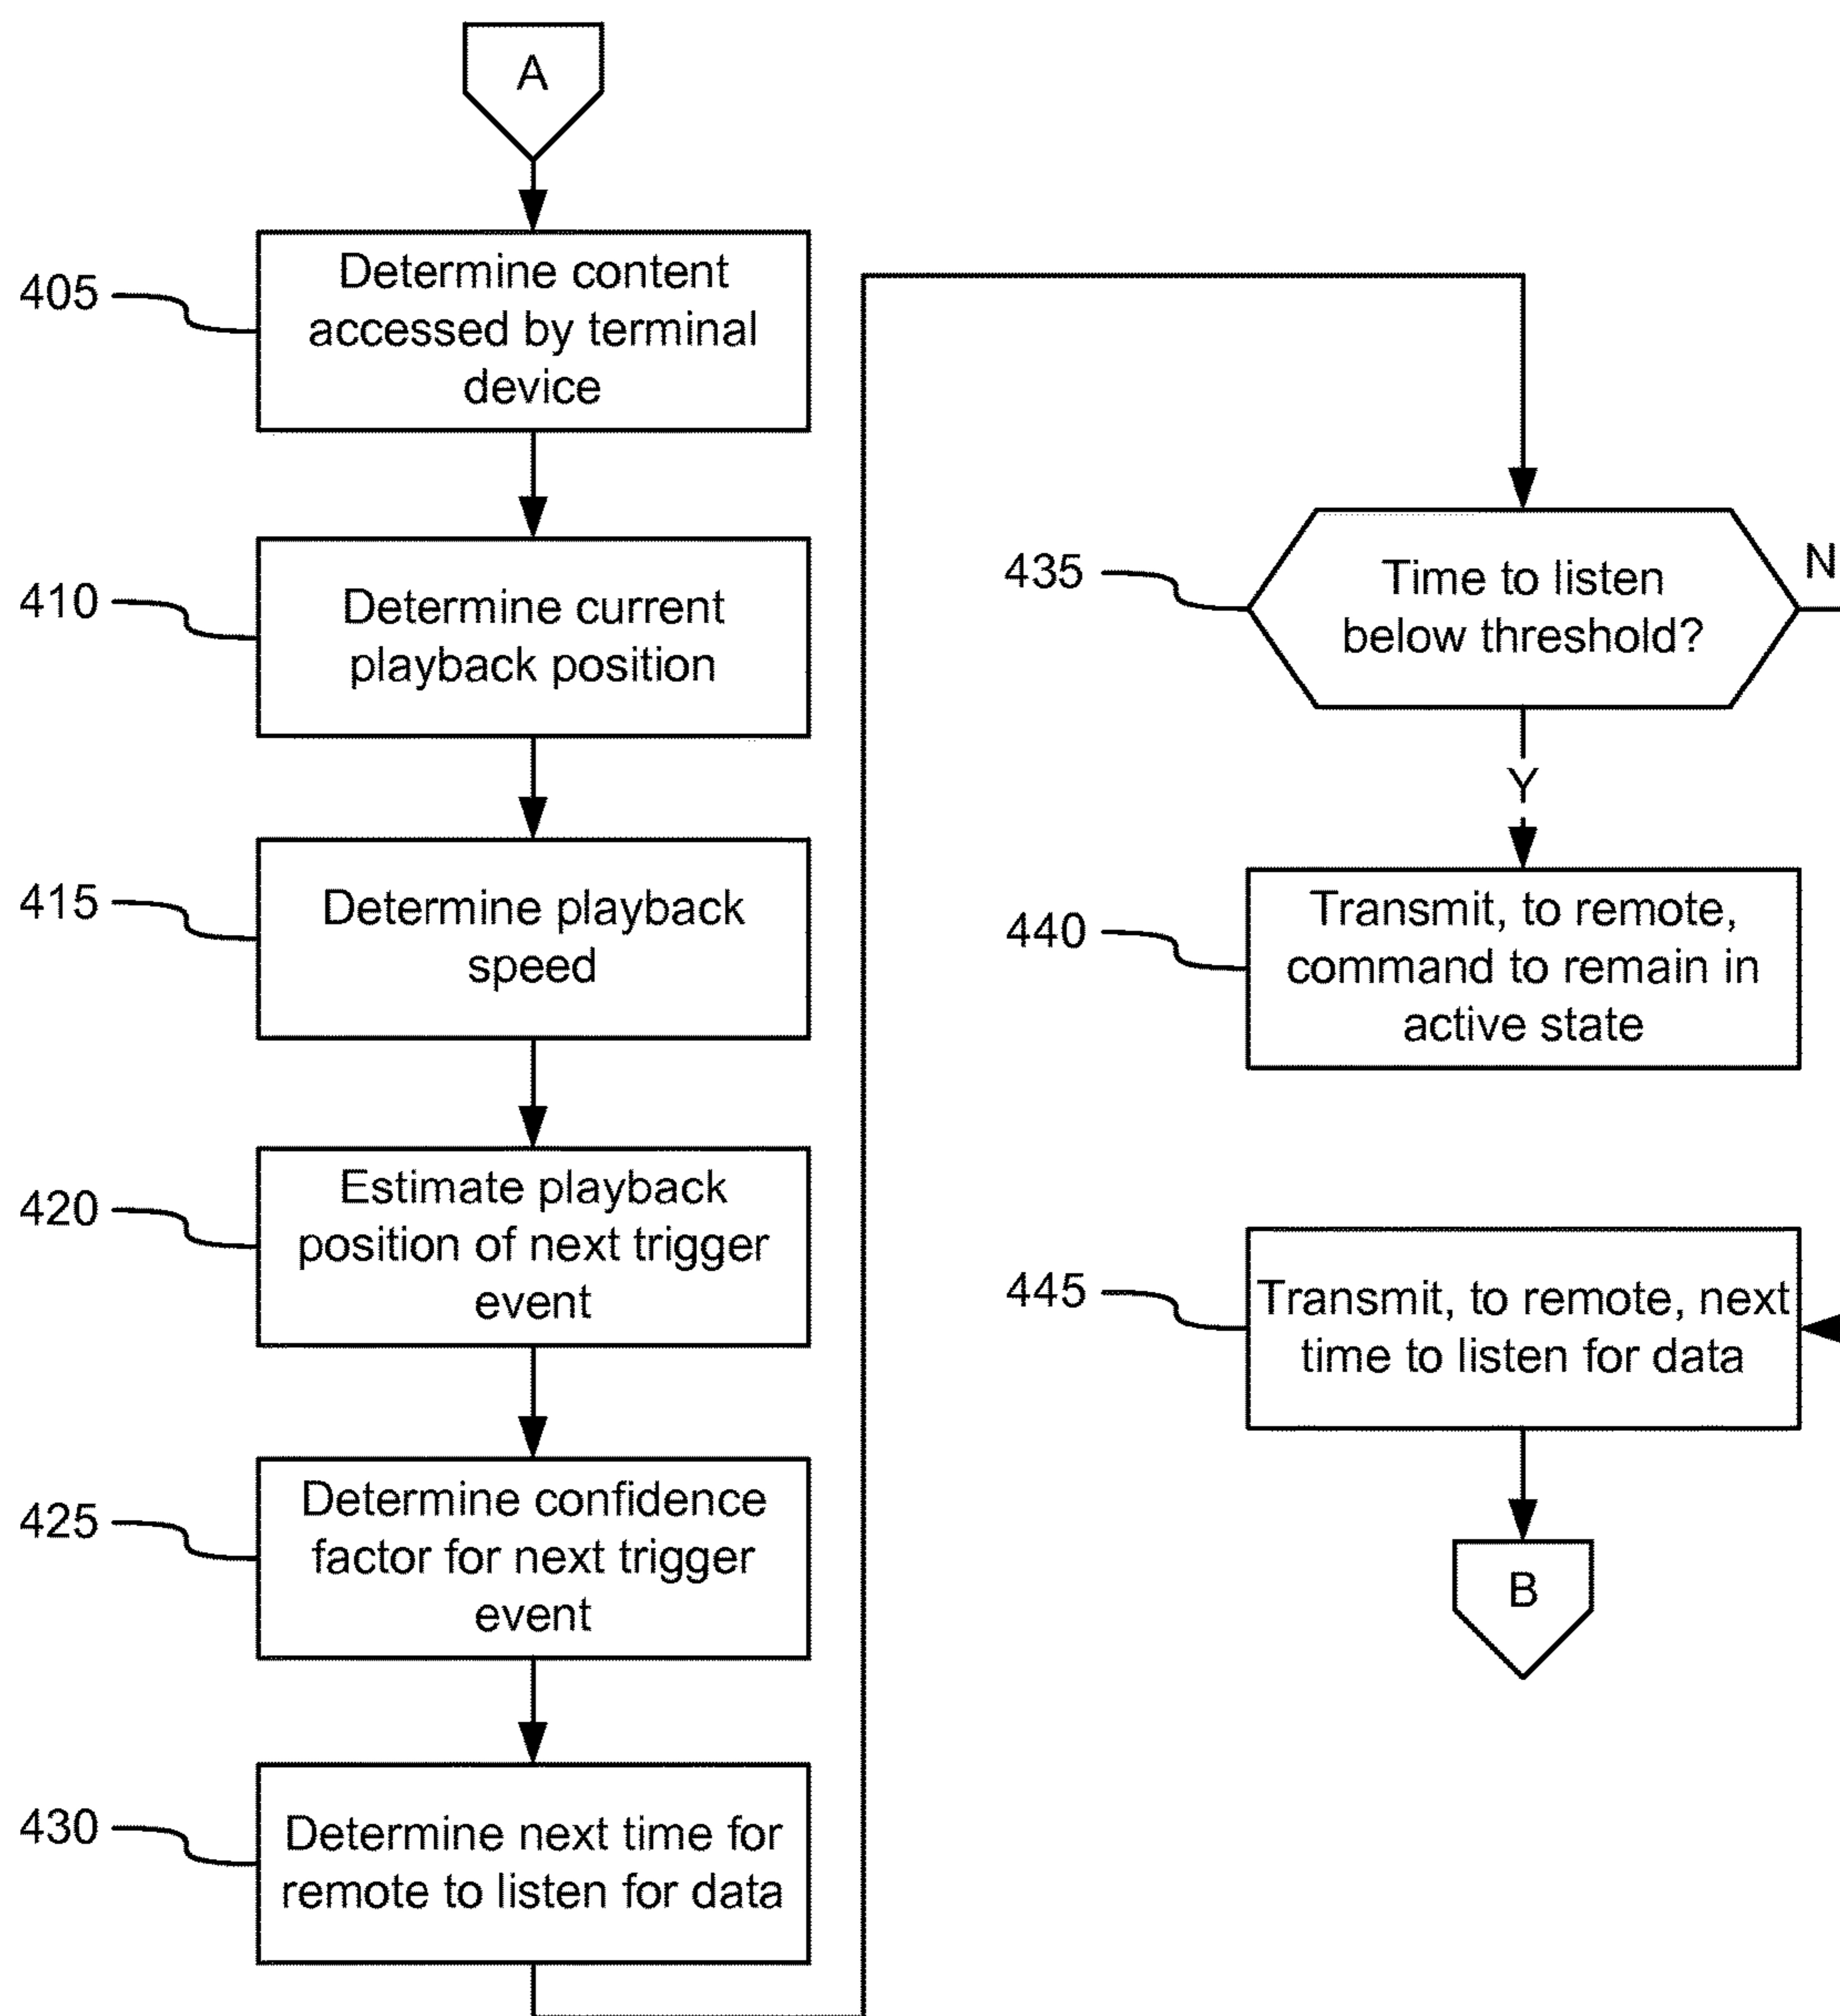 A
405
Determine content
accessed by terminal
device
410
Determine current
playback position
415
Determine playback
speed
420
Estimate playback
position of next trigger
event
425
Determine confidence
factor for next trigger
event
430
Determine next time for
remote to listen for data
435
Time to listen
below threshold?
N
Y
440
Transmit, to remote,
command to remain in
active state
445
Transmit, to remote, next
time to listen for data
B